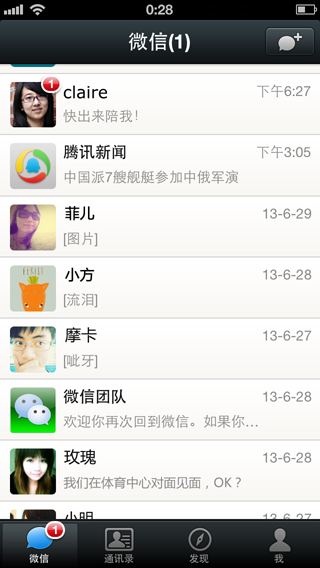 0:28
微信(1)
claire
下午6:27
1
快出来陪我!
腾讯新闻
下午3:05
中国派7艘舰艇参加中俄军演
菲儿
13-6-29
[图片]
小方
13-6-28
[流泪]
摩卡
13-6-27
[呲牙]
微信团队
13-6-28
欢迎你再次回到微信。如果你…
玫瑰
13-6-28
我们在体育中心对面见面，OK？
小明
13-6-27
1
微信
通讯录
发现
我